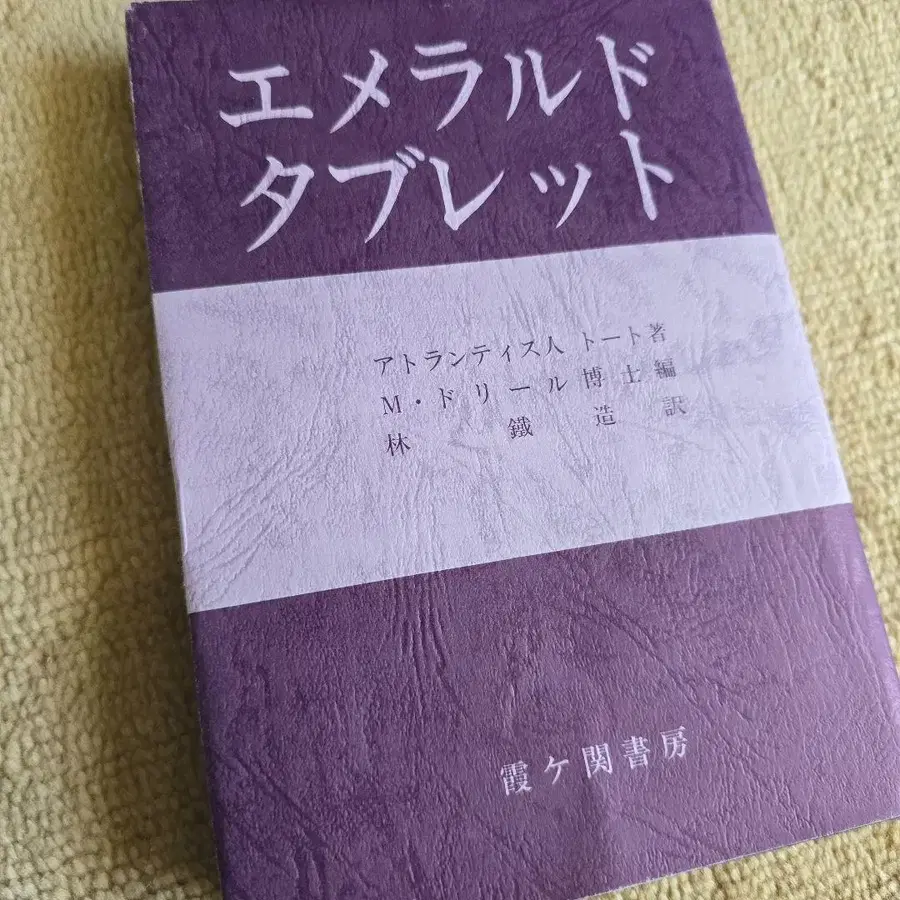 エメラルド
タブレット
アトランティス人 トート著
M・ドリール博士編
林鐵造訳
霞ケ関書房